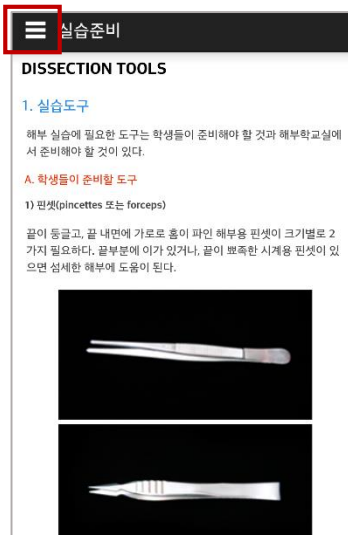 실습준비
DISSECTION TOOLS
1. 실습도구
해부 실습에 필요한 도구는 학생들이 준비해야 할 것과 해부학교실에
서 준비해야 할 것이 있다.
A. 학생들이 준비할 도구
1) 핀셋(pincettes 또는 forceps)
끝이 둥글고, 끝 내면에 가로로 홈이 파인 해부용 핀셋이 크기별로 2
가지 필요하다. 끝부분에 이가 있거나, 끝이 뾰족한 시계용 핀셋이 있
으면 섬세한 해부에 도움이 된다.